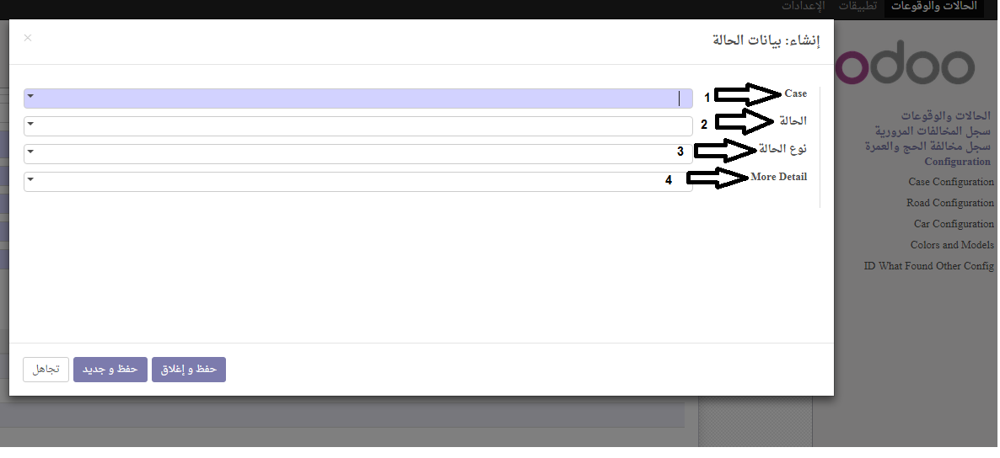 الحالات والوقوعات تطبيقات الإعدادات
إنشاء: بيانات الحالة ×
Case 1
الحالة 2
نوع الحالة 3
More Detail 4
حفظ و إغلاق حفظ و جديد تجاهل
odoo
الحالات والوقوعات
سجل المخالفات المرورية
سجل مخالفة الحج والعمرة
Configuration
Case Configuration
Road Configuration
Car Configuration
Colors and Models
ID What Found Other Config